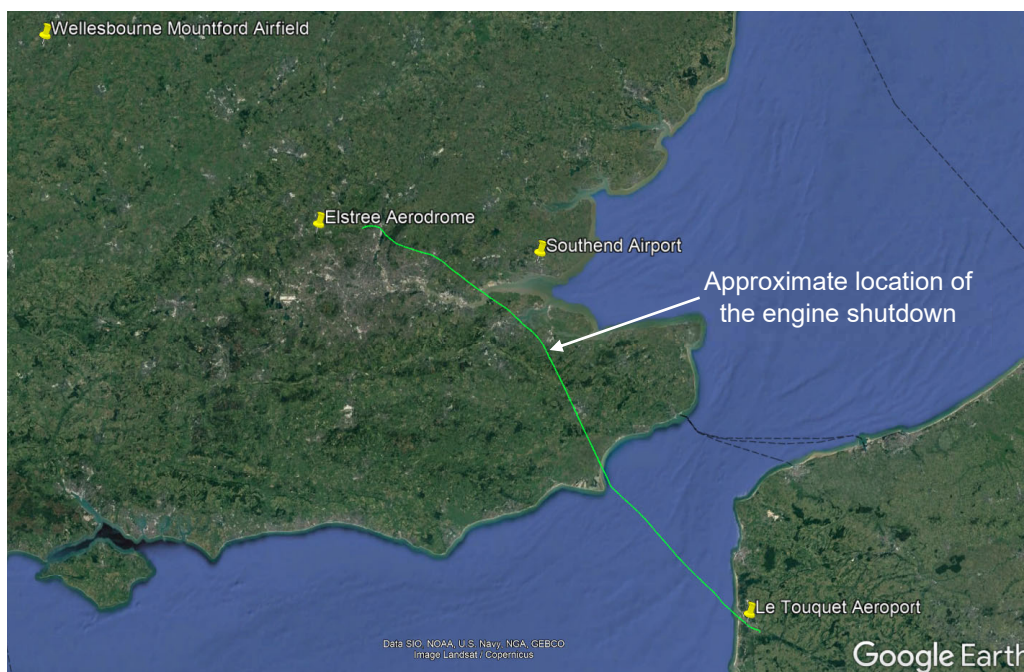 Wellesbourne Mountford Airfield
Elstree Aerodrome
Southend Airport
Approximate location of
the engine shutdown
Le Touquet Aeroport
Data SIO, NOAA, U.S. Navy, NGA, GEBCO
Image Landsat / Copernicus
Google Earth